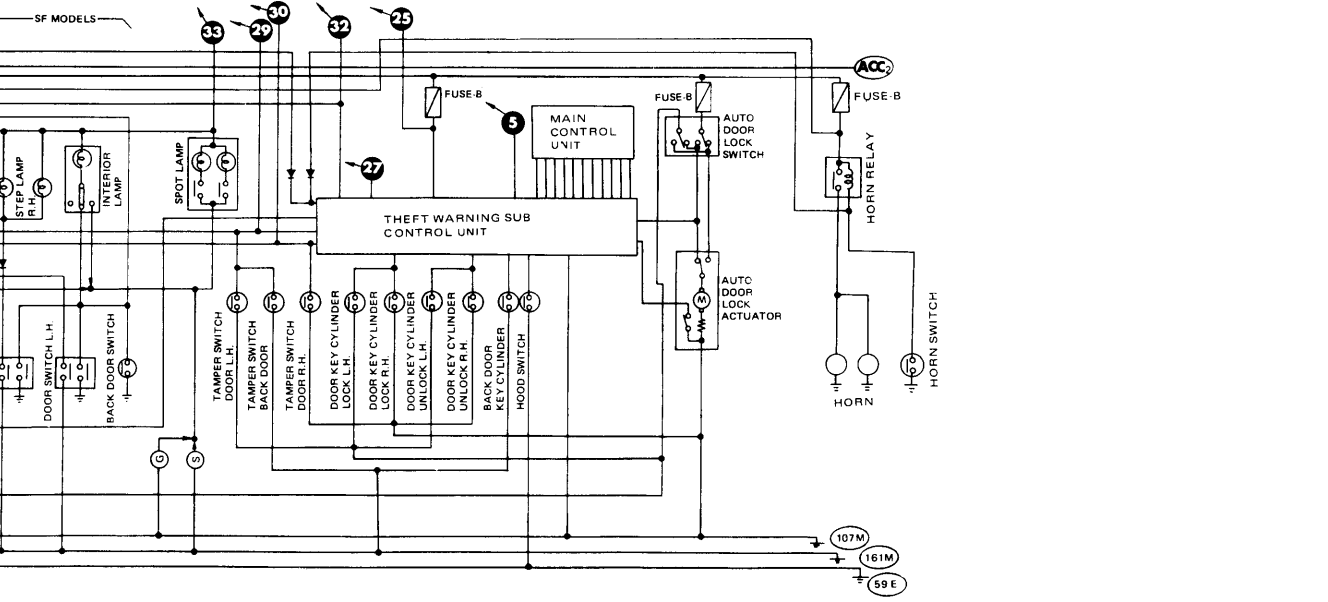 SF MODELS
33
30
29
32
25
ACC2
FUSE-B
FUSE-B
FUSE-B
5
MAIN
CONTROL
UNIT
AUTO
DOOR
LOCK
SWITCH
HORN RELAY
27
SPOT LAMP
INTERIOR
LAMP
STEP LAMP
R.H.
THEFT WARNING SUB
CONTROL UNIT
AUTO
DOOR
LOCK
ACTUATOR
M
DOOR SWITCH L.H.
BACK DOOR SWITCH
TAMPER SWITCH
DOOR L.H.
TAMPER SWITCH
BACK DOOR
TAMPER SWITCH
DOOR R.H.
DOOR KEY CYLINDER
LOCK L.H.
DOOR KEY CYLINDER
LOCK R.H.
DOOR KEY CYLINDER
UNLOCK L.H.
DOOR KEY CYLINDER
UNLOCK R.H.
BACK DOOR
KEY CYLINDER
HOOD SWITCH
HORN
HORN SWITCH
G
S
107M
161M
59 E